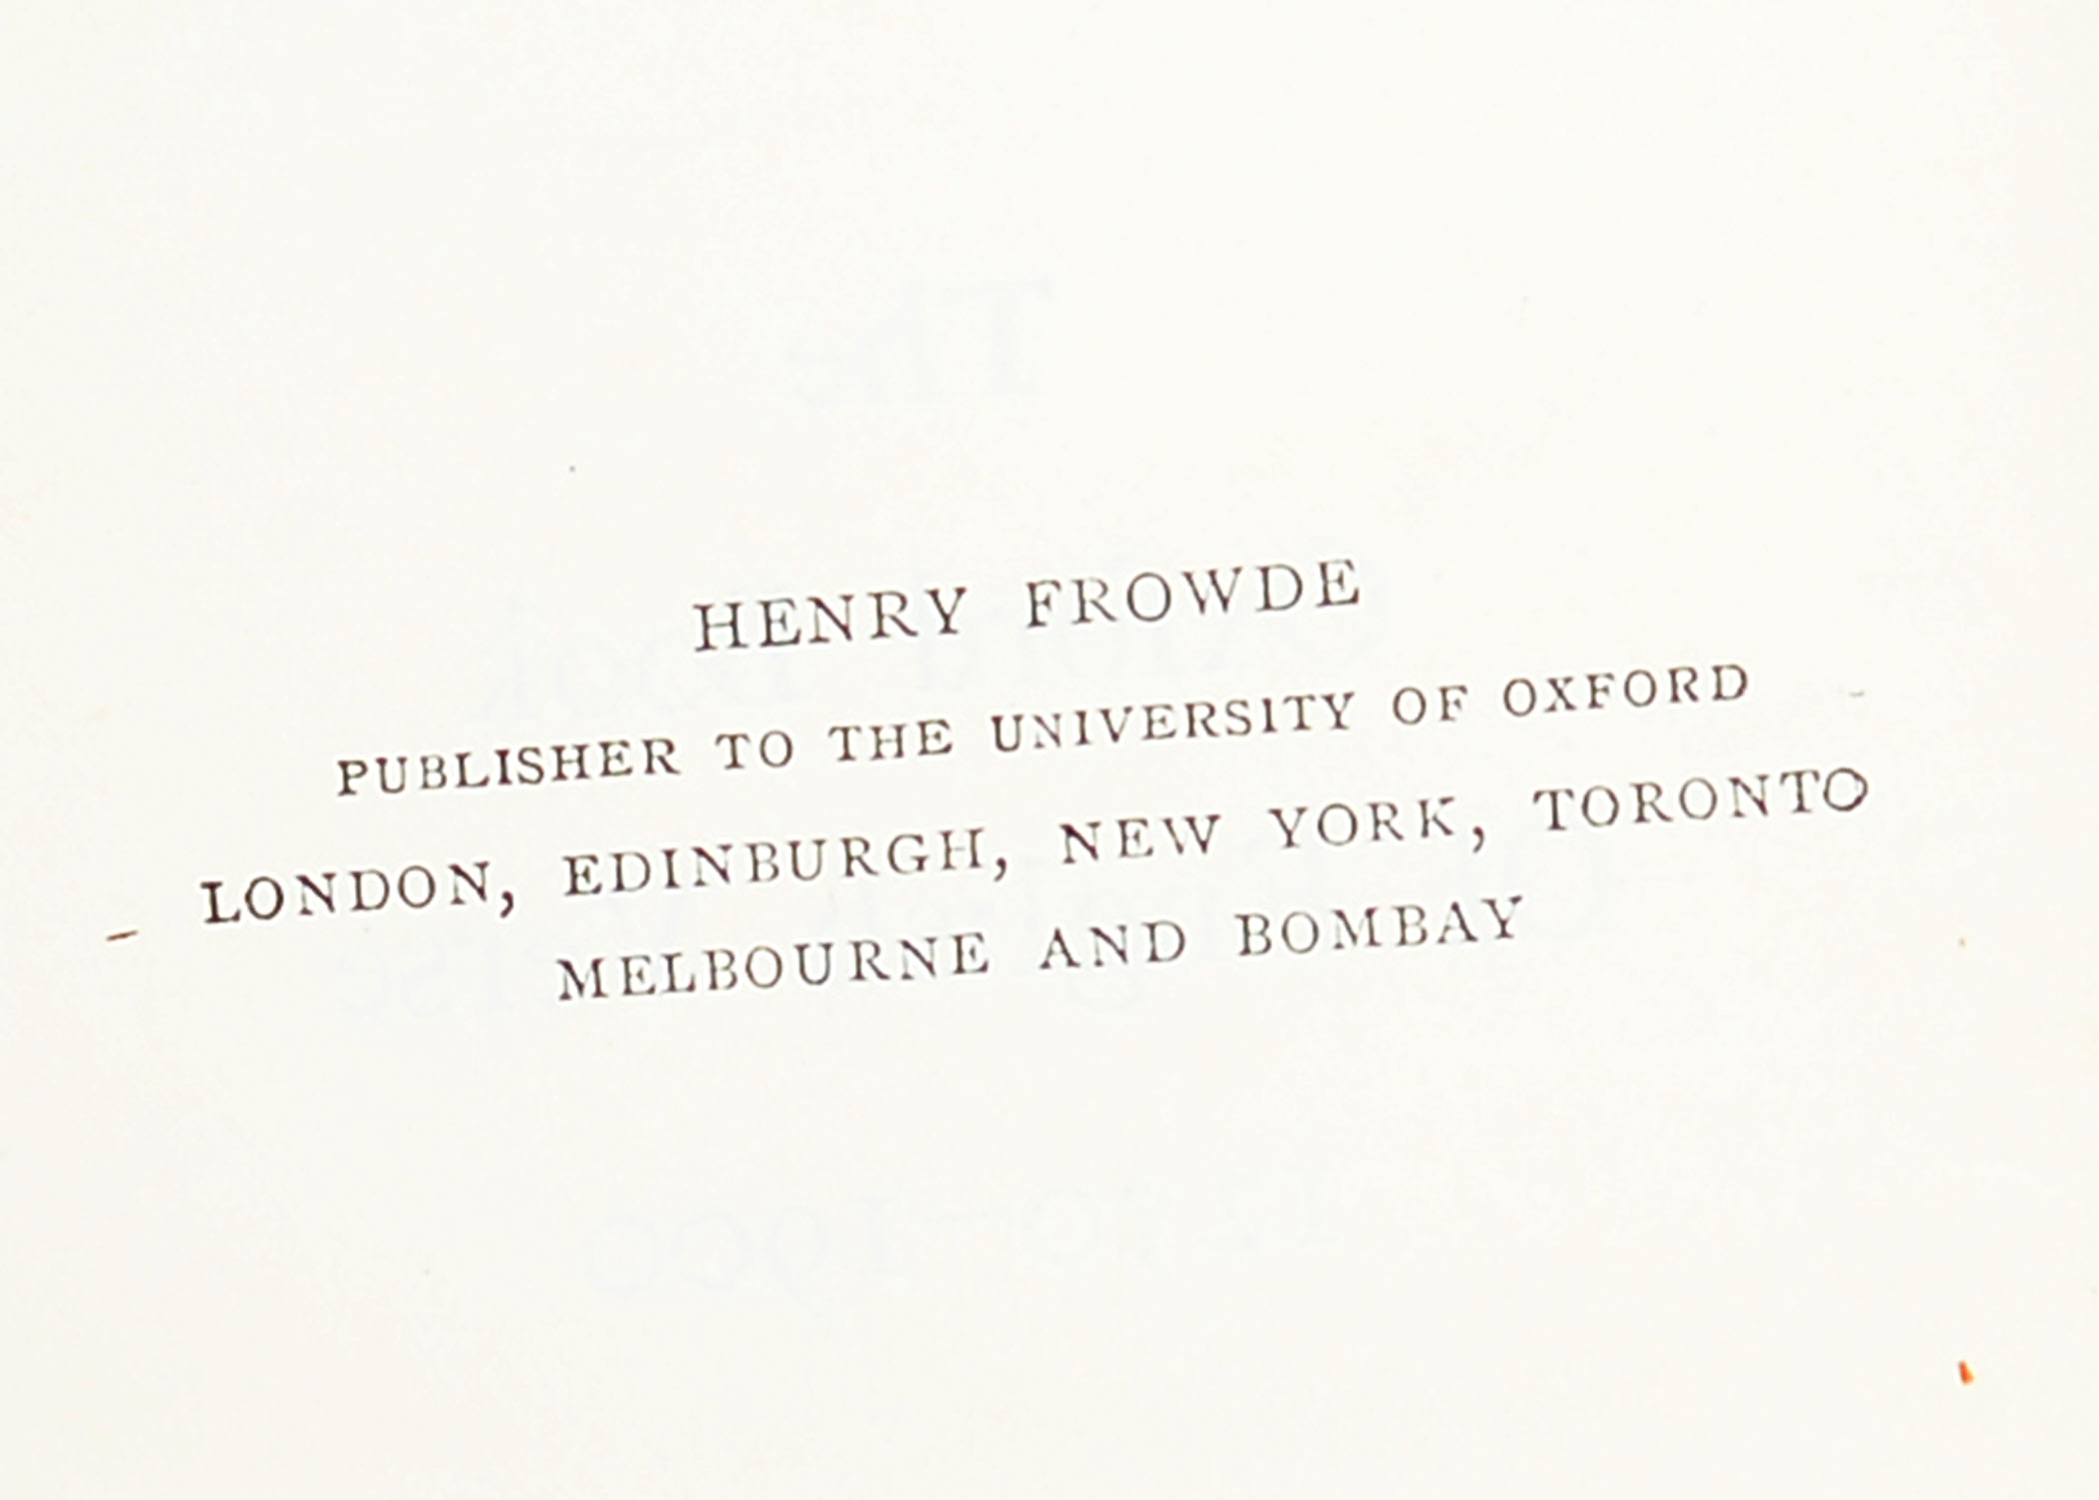 HENRY FROWDE
PUBLISHER TO THE UNIVERSITY OF OXFORD
LONDON, EDINBURGH, NEW YORK, TORONTO
MELBOURNE AND BOMBAY